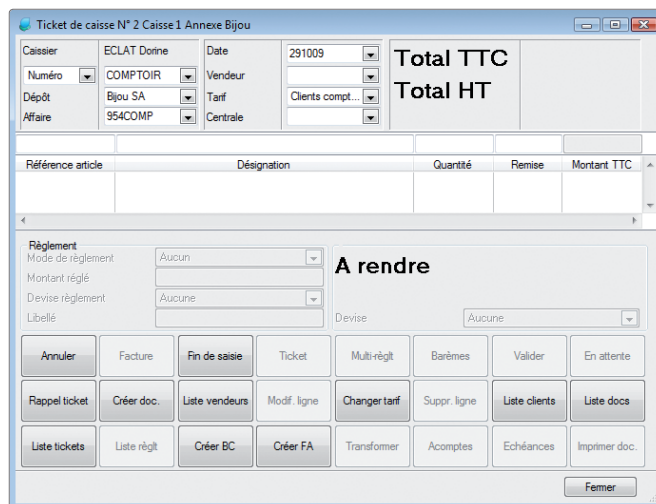 Ticket de caisse N° 2 Caisse 1 Annexe Bijou
Caissier ECLAT Dorine Date 291009 Total TTC
Numéro COMPTOIR Vendeur
Dépôt Bijou SA Tarif Clients compt... Total HT
Affaire 954COMP Centrale
Référence article Désignation Quantité Remise Montant TTC
Règlement
Mode de règlement Aucun A rendre
Montant réglé
Devise règlement Aucune
Libellé Devise Aucune
Annuler Facture Fin de saisie Ticket Multi-règlt Barèmes Valider En attente
Rappel ticket Créer doc. Liste vendeurs Modif. ligne Changer tarif Suppr. ligne Liste clients Liste docs
Liste tickets Liste règlt Créer BC Créer FA Transformer Acomptes Echéances Imprimer doc.
Fermer